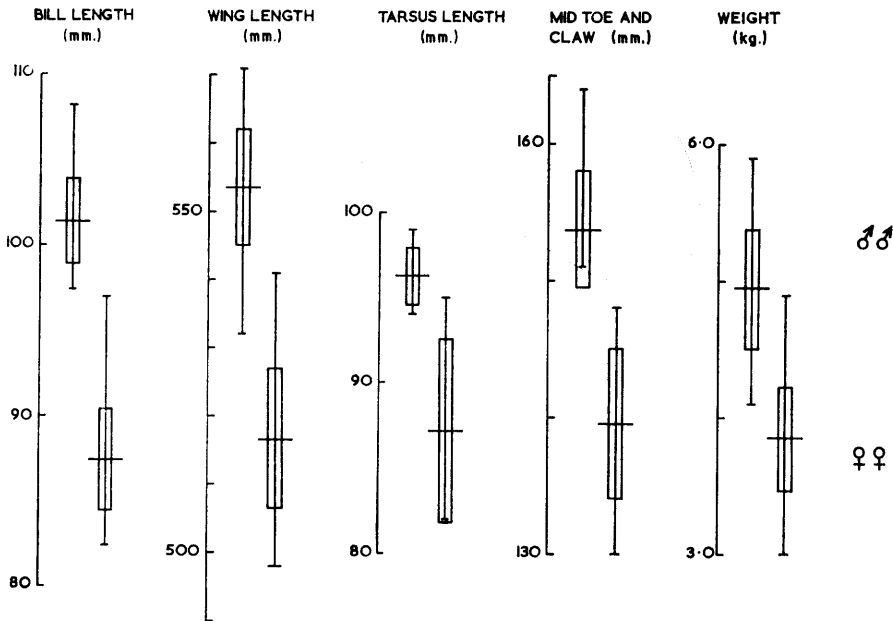 BILL LENGTH
(mm.)
110
100
90
80
WING LENGTH
(mm.)
550
500
TARSUS LENGTH
(mm.)
100
90
80
MID TOE AND
CLAW (mm.)
160
130
WEIGHT
(kg.)
6·0
3·0
♂♂
♀♀